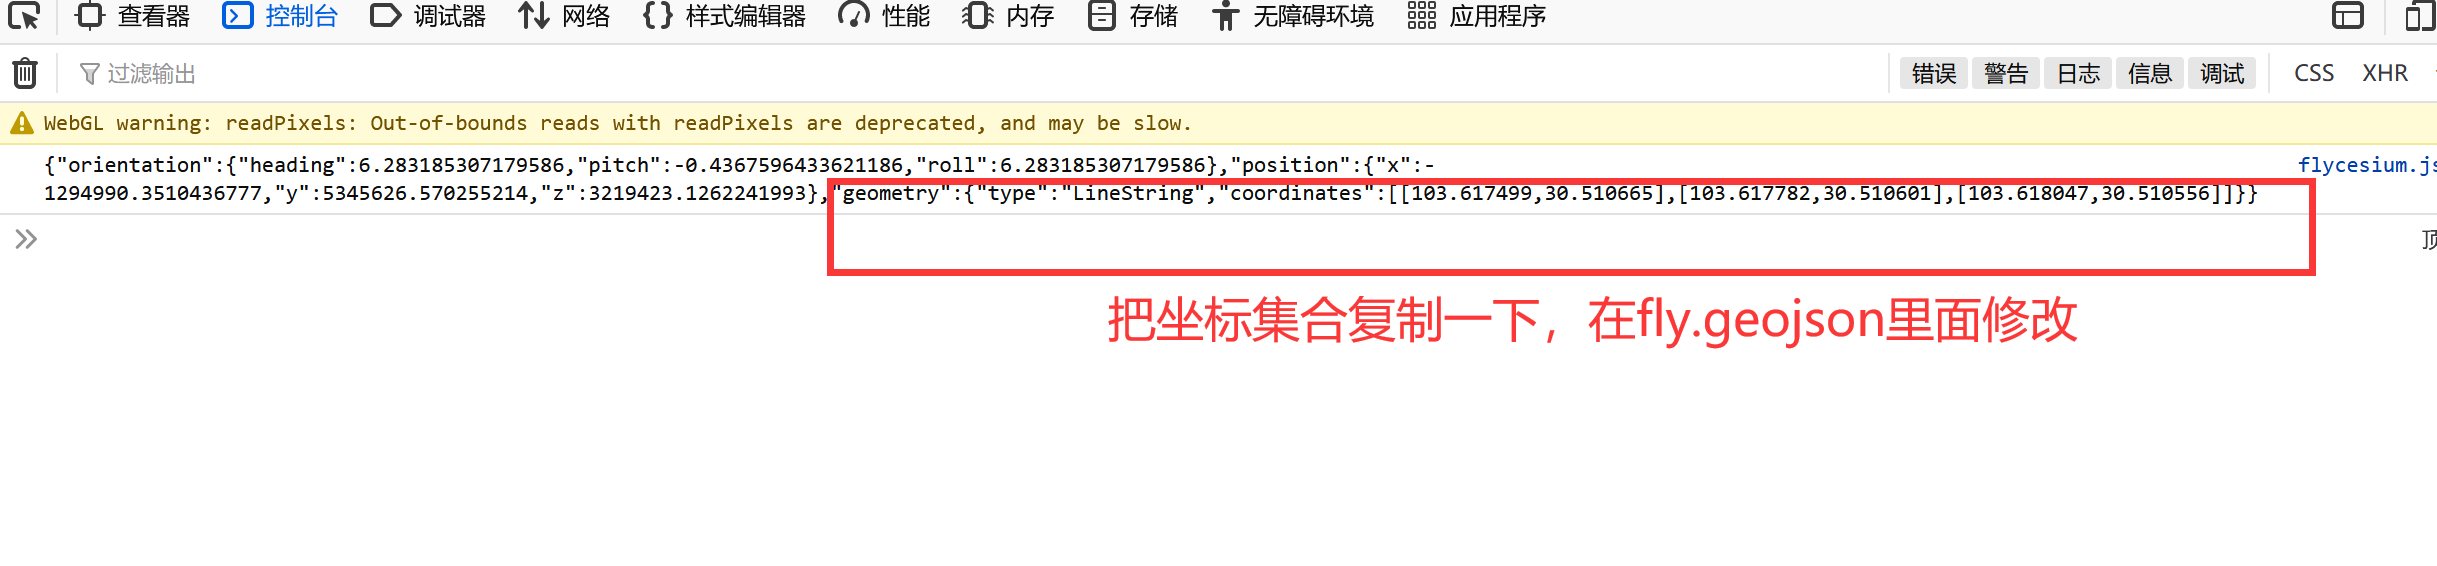 查看器 控制台 调试器 网络 样式编辑器 性能 内存 存储 无障碍环境 应用程序
过滤输出 错误 警告 日志 信息 调试 CSS XHR
WebGL warning: readPixels: Out-of-bounds reads with readPixels are deprecated, and may be slow.
{"orientation":{"heading":6.283185307179586,"pitch":-0.4367596433621186,"roll":6.283185307179586},"position":{"x":- flycesium.js
1294990.3510436777,"y":5345626.570255214,"z":3219423.1262241993},"geometry":{"type":"LineString","coordinates":[[103.617499,30.510665],[103.617782,30.510601],[103.618047,30.510556]]}}
顶
把坐标集合复制一下，在fly.geojson里面修改